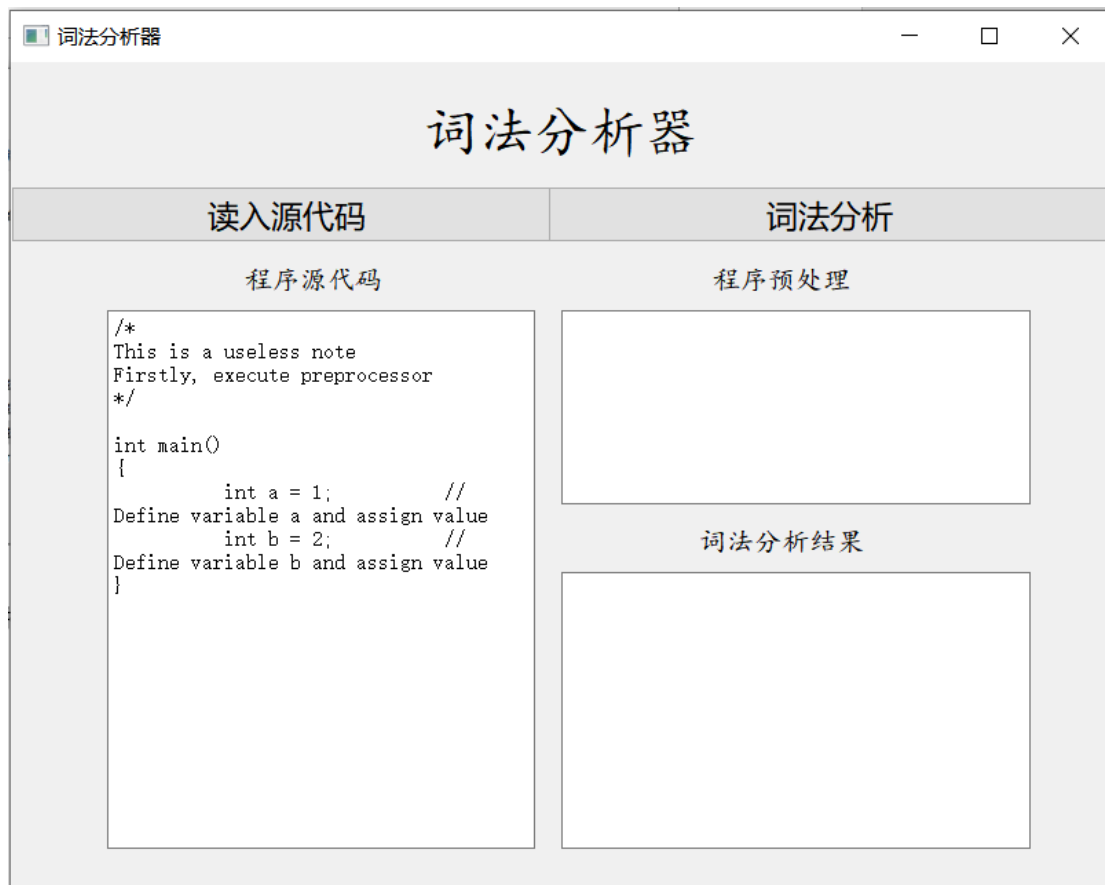 词法分析器
词法分析器
读入源代码
词法分析
程序源代码
/*
This is a useless note
Firstly, execute preprocessor
*/
int main()
{
int a = 1;          //
Define variable a and assign value
int b = 2;          //
Define variable b and assign value
}
程序预处理
词法分析结果